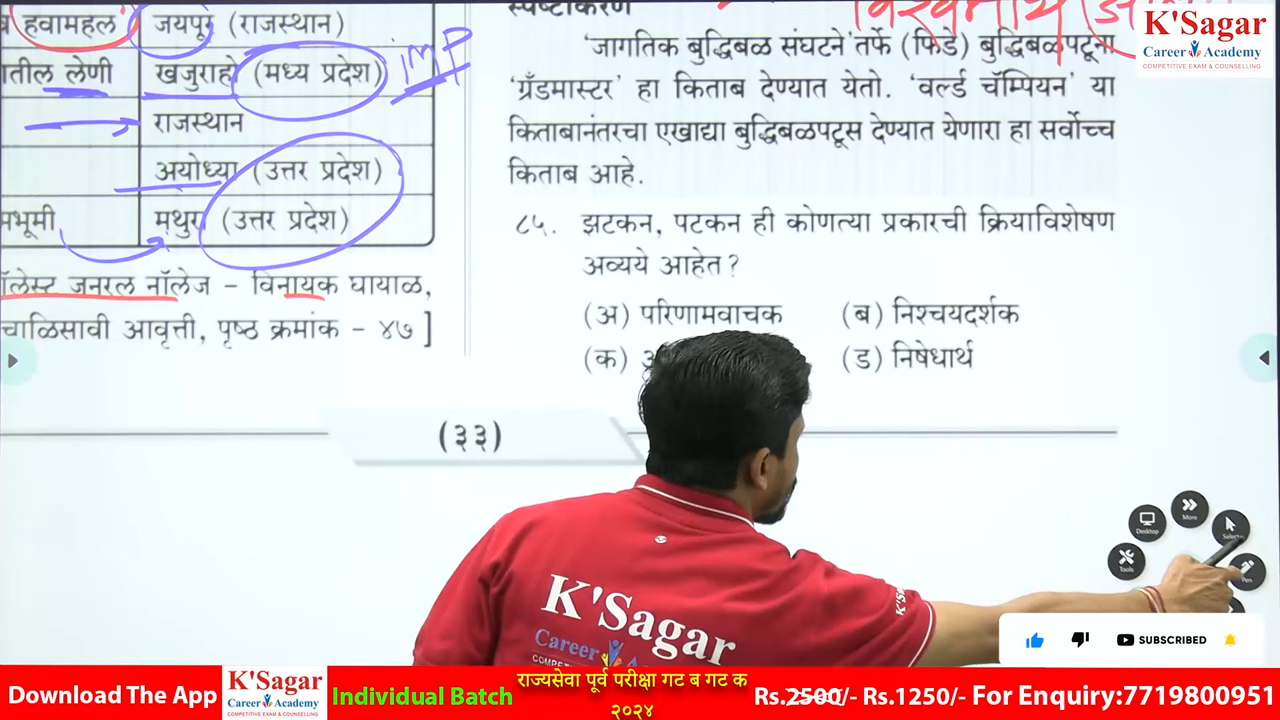 हवामहल
जयपूर (राजस्थान)
लेणी
खजुराहो (मध्य प्रदेश)
IMP
राजस्थान
अयोध्या (उत्तर प्रदेश)
मथुरा (उत्तर प्रदेश)
जनरल नॉलेज – विनायक घायाळ,
आवृत्ती, पृष्ठ क्रमांक - ४७ ]
स्पष्टीकरण
'जागतिक बुद्धिबळ संघटने'तर्फे (फिडे) बुद्धिबळपटूंना
'ग्रँडमास्टर' हा किताब देण्यात येतो. 'वर्ल्ड चॅम्पियन' या
किताबानंतरचा एखाद्या बुद्धिबळपटूस देण्यात येणारा हा सर्वोच्च
किताब आहे.
८५. झटकन, पटकन ही कोणत्या प्रकारची क्रियाविशेषण
अव्यये आहेत?
(अ) परिणामवाचक (ब) निश्चयदर्शक
(क) (ड) निषेधार्थ
(३३)
K'Sagar
Career Academy
COMPETITIVE EXAM & COUNSELLING
Desktop
More
Select
Tools
Pen
K'Sagar
Career
SUBSCRIBED
Download The App
K'Sagar
Career Academy
COMPETITIVE EXAM & COUNSELLING
Individual Batch
राज्यसेवा पूर्व परीक्षा गट ब गट क
२०२४
Rs.2500/- Rs.1250/- For Enquiry:7719800951